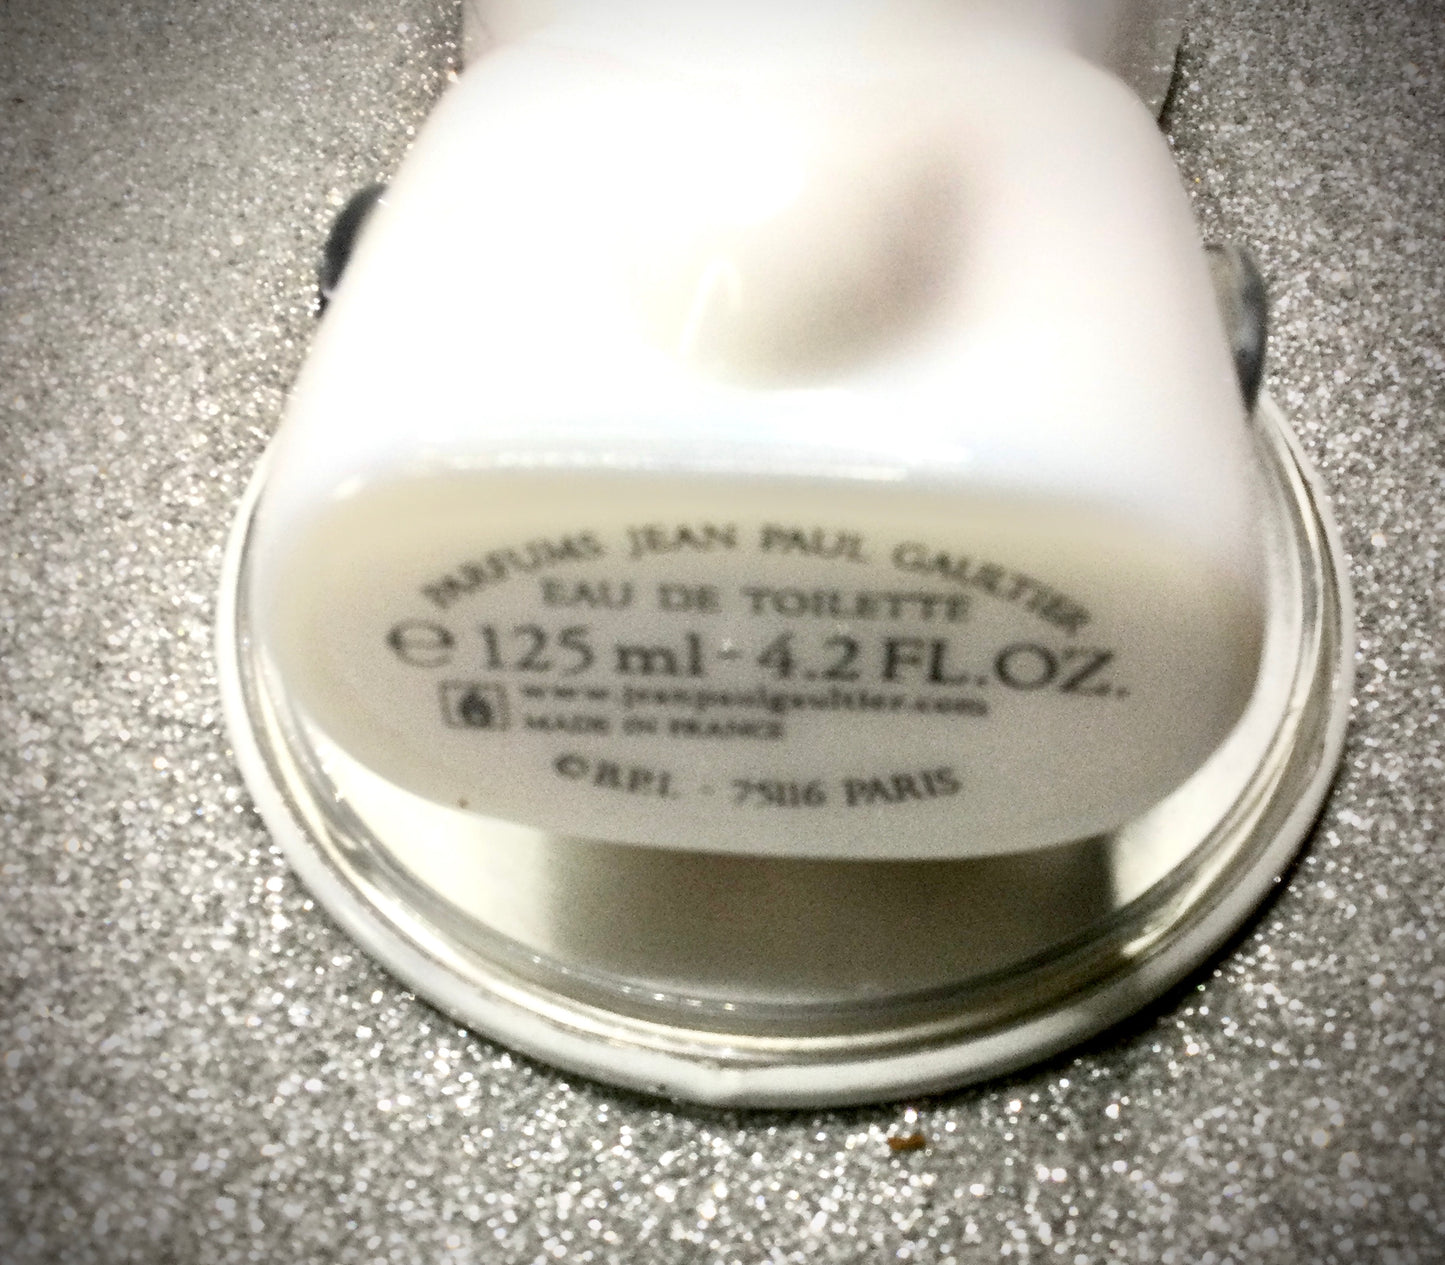 PARFUMS JEAN PAUL GAULTIER
EAU DE TOILETTE
℮ 125 ml - 4.2 FL.OZ.
www.jeanpaulgaultier.com
MADE IN FRANCE
©B.P.I. - 75116 PARIS